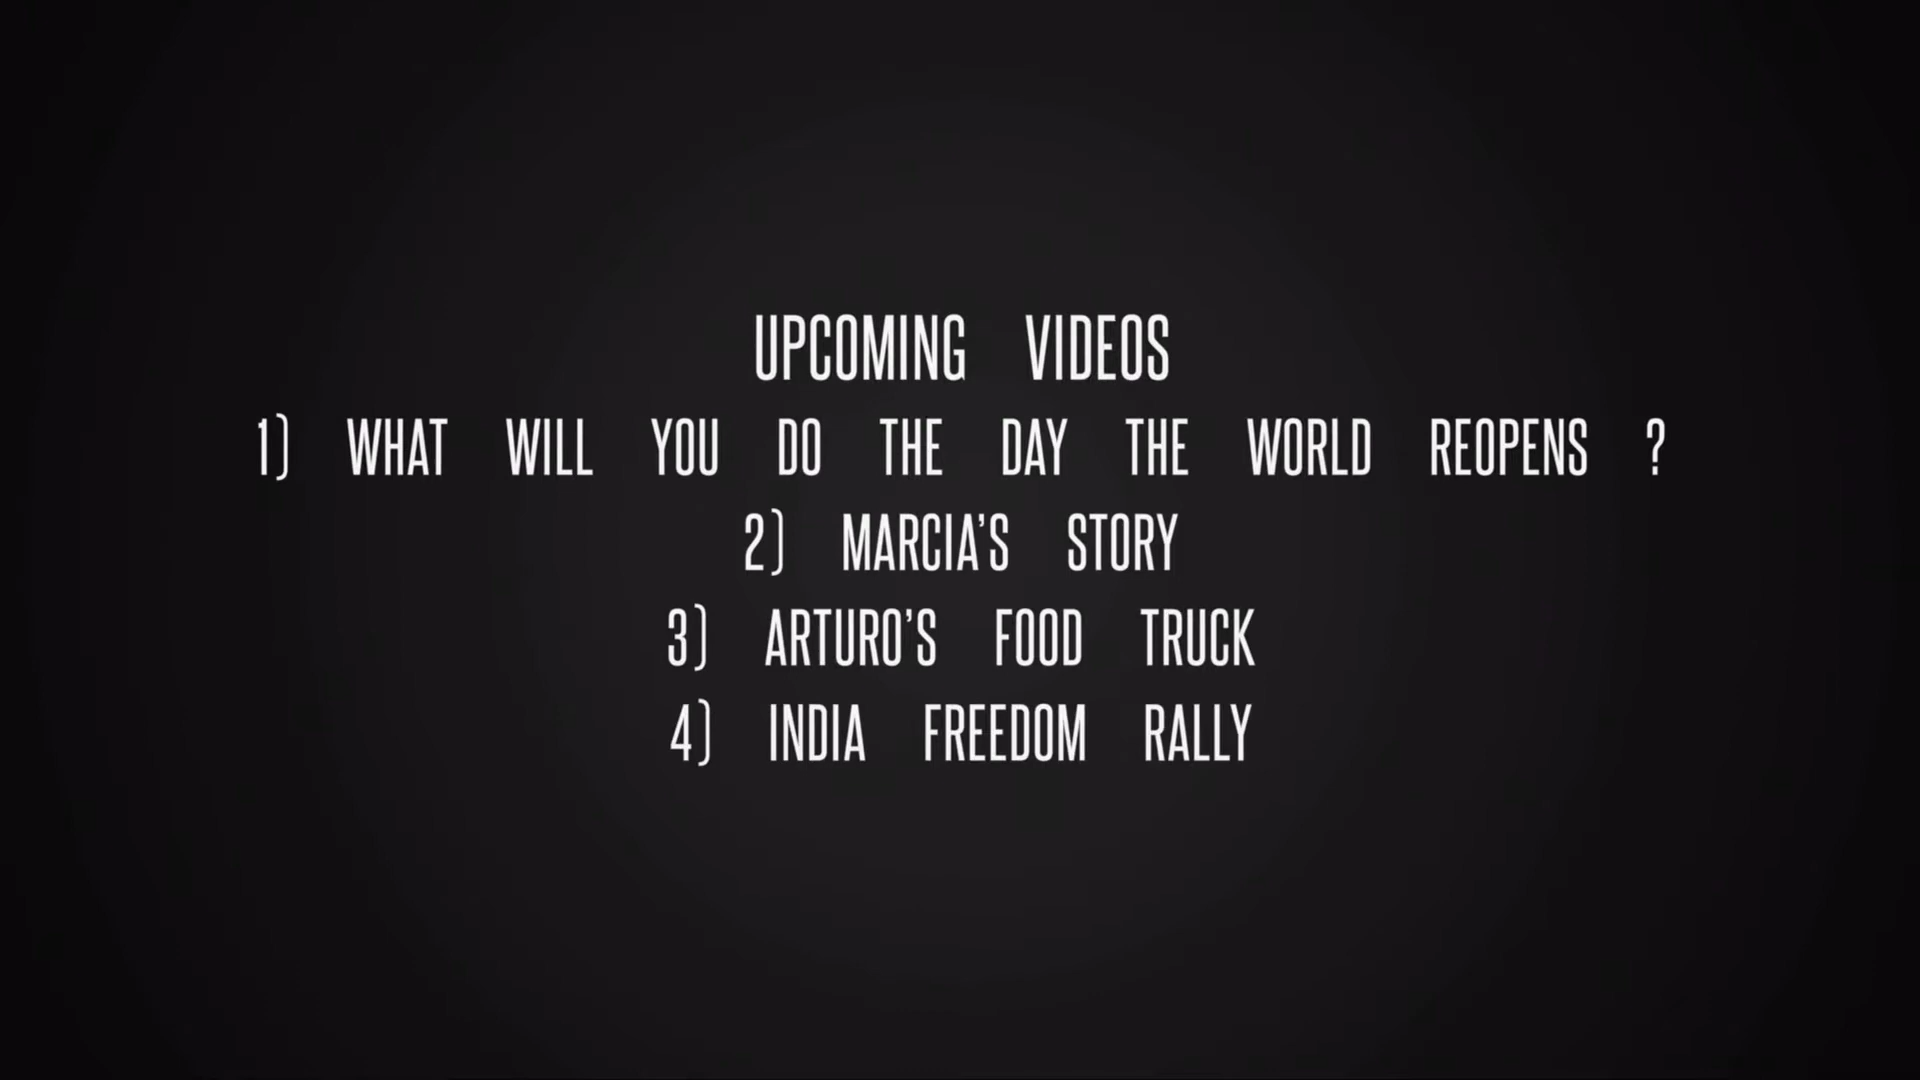 UPCOMING VIDEOS
1) WHAT WILL YOU DO THE DAY THE WORLD REOPENS ?
2) MARCIA'S STORY
3) ARTURO'S FOOD TRUCK
4) INDIA FREEDOM RALLY